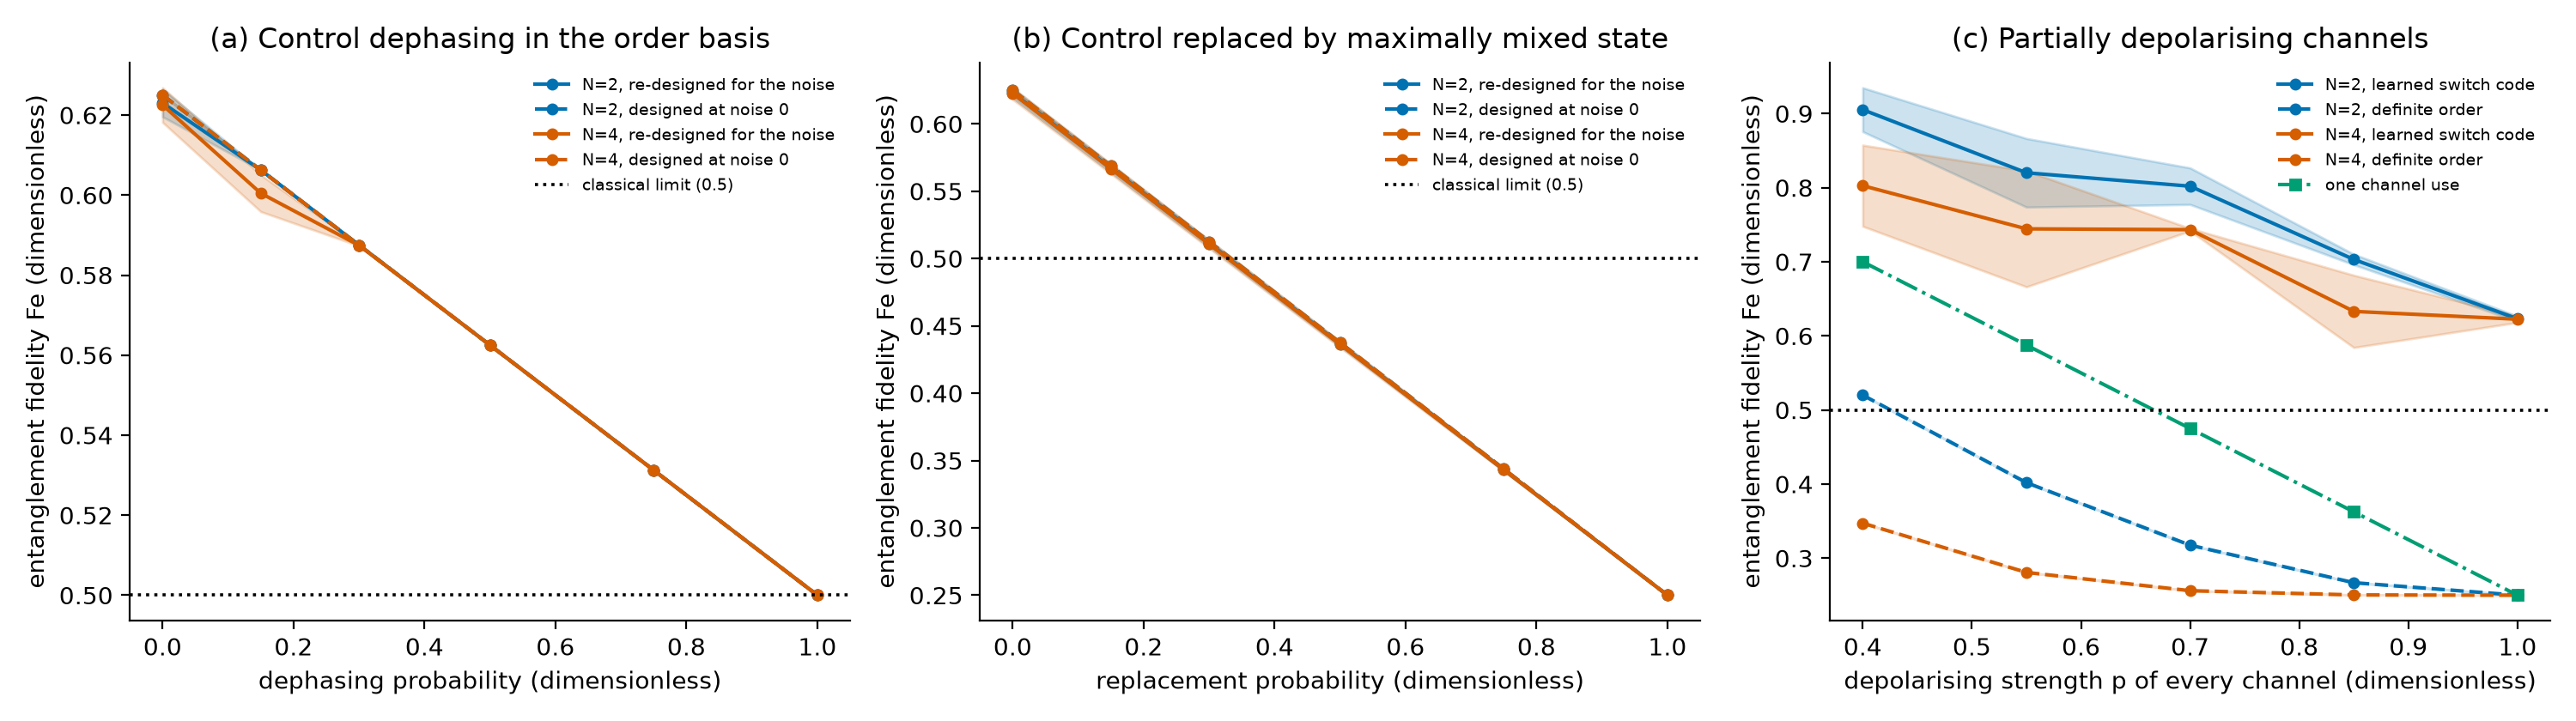 (a) Control dephasing in the order basis
entanglement fidelity Fe (dimensionless)
0.62
0.60
0.58
0.56
0.54
0.52
0.50
N=2, re-designed for the noise
N=2, designed at noise 0
N=4, re-designed for the noise
N=4, designed at noise 0
classical limit (0.5)
0.0 0.2 0.4 0.6 0.8 1.0
dephasing probability (dimensionless)
(b) Control replaced by maximally mixed state
entanglement fidelity Fe (dimensionless)
0.60
0.55
0.50
0.45
0.40
0.35
0.30
0.25
N=2, re-designed for the noise
N=2, designed at noise 0
N=4, re-designed for the noise
N=4, designed at noise 0
classical limit (0.5)
0.0 0.2 0.4 0.6 0.8 1.0
replacement probability (dimensionless)
(c) Partially depolarising channels
entanglement fidelity Fe (dimensionless)
0.9
0.8
0.7
0.6
0.5
0.4
0.3
N=2, learned switch code
N=2, definite order
N=4, learned switch code
N=4, definite order
one channel use
0.4 0.5 0.6 0.7 0.8 0.9 1.0
depolarising strength p of every channel (dimensionless)